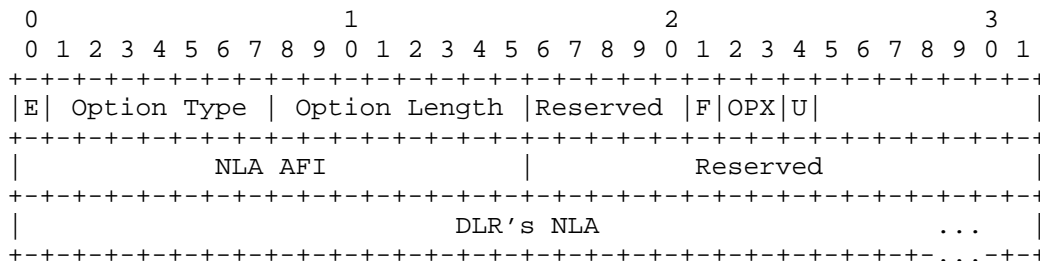 0                   1                   2                   3
 0 1 2 3 4 5 6 7 8 9 0 1 2 3 4 5 6 7 8 9 0 1 2 3 4 5 6 7 8 9 0 1
+-+-+-+-+-+-+-+-+-+-+-+-+-+-+-+-+-+-+-+-+-+-+-+-+-+-+-+-+-+-+-+-+
|E| Option Type | Option Length |Reserved |F|OPX|U|             |
+-+-+-+-+-+-+-+-+-+-+-+-+-+-+-+-+-+-+-+-+-+-+-+-+-+-+-+-+-+-+-+-+
|            NLA AFI            |          Reserved             |
+-+-+-+-+-+-+-+-+-+-+-+-+-+-+-+-+-+-+-+-+-+-+-+-+-+-+-+-+-+-+-+-+
|                           DLR's NLA                     ...   |
+-+-+-+-+-+-+-+-+-+-+-+-+-+-+-+-+-+-+-+-+-+-+-+-+-+-+-+-+-...-+-+